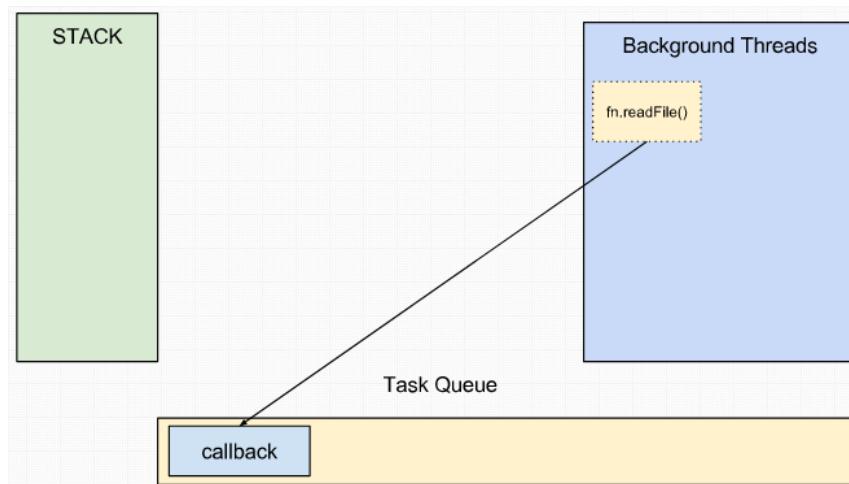 STACK
Background Threads
fn.readFile()
Task Queue
callback